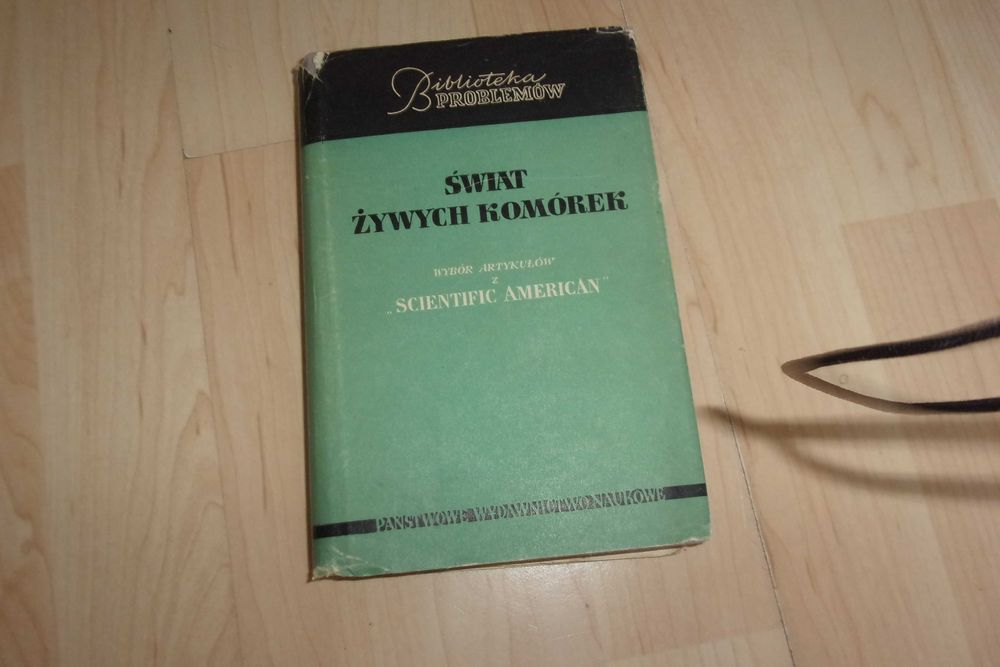 Biblioteka
PROBLEMÓW
ŚWIAT
ŻYWYCH KOMÓREK
WYBÓR ARTYKUŁÓW
z
„SCIENTIFIC AMERICAN"
PAŃSTWOWE WYDAWNICTWO NAUKOWE